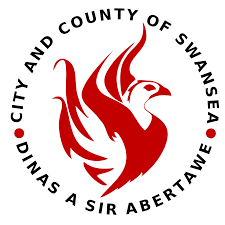 CITY AND COUNTY OF SWANSEA
DINAS A SIR ABERTAWE